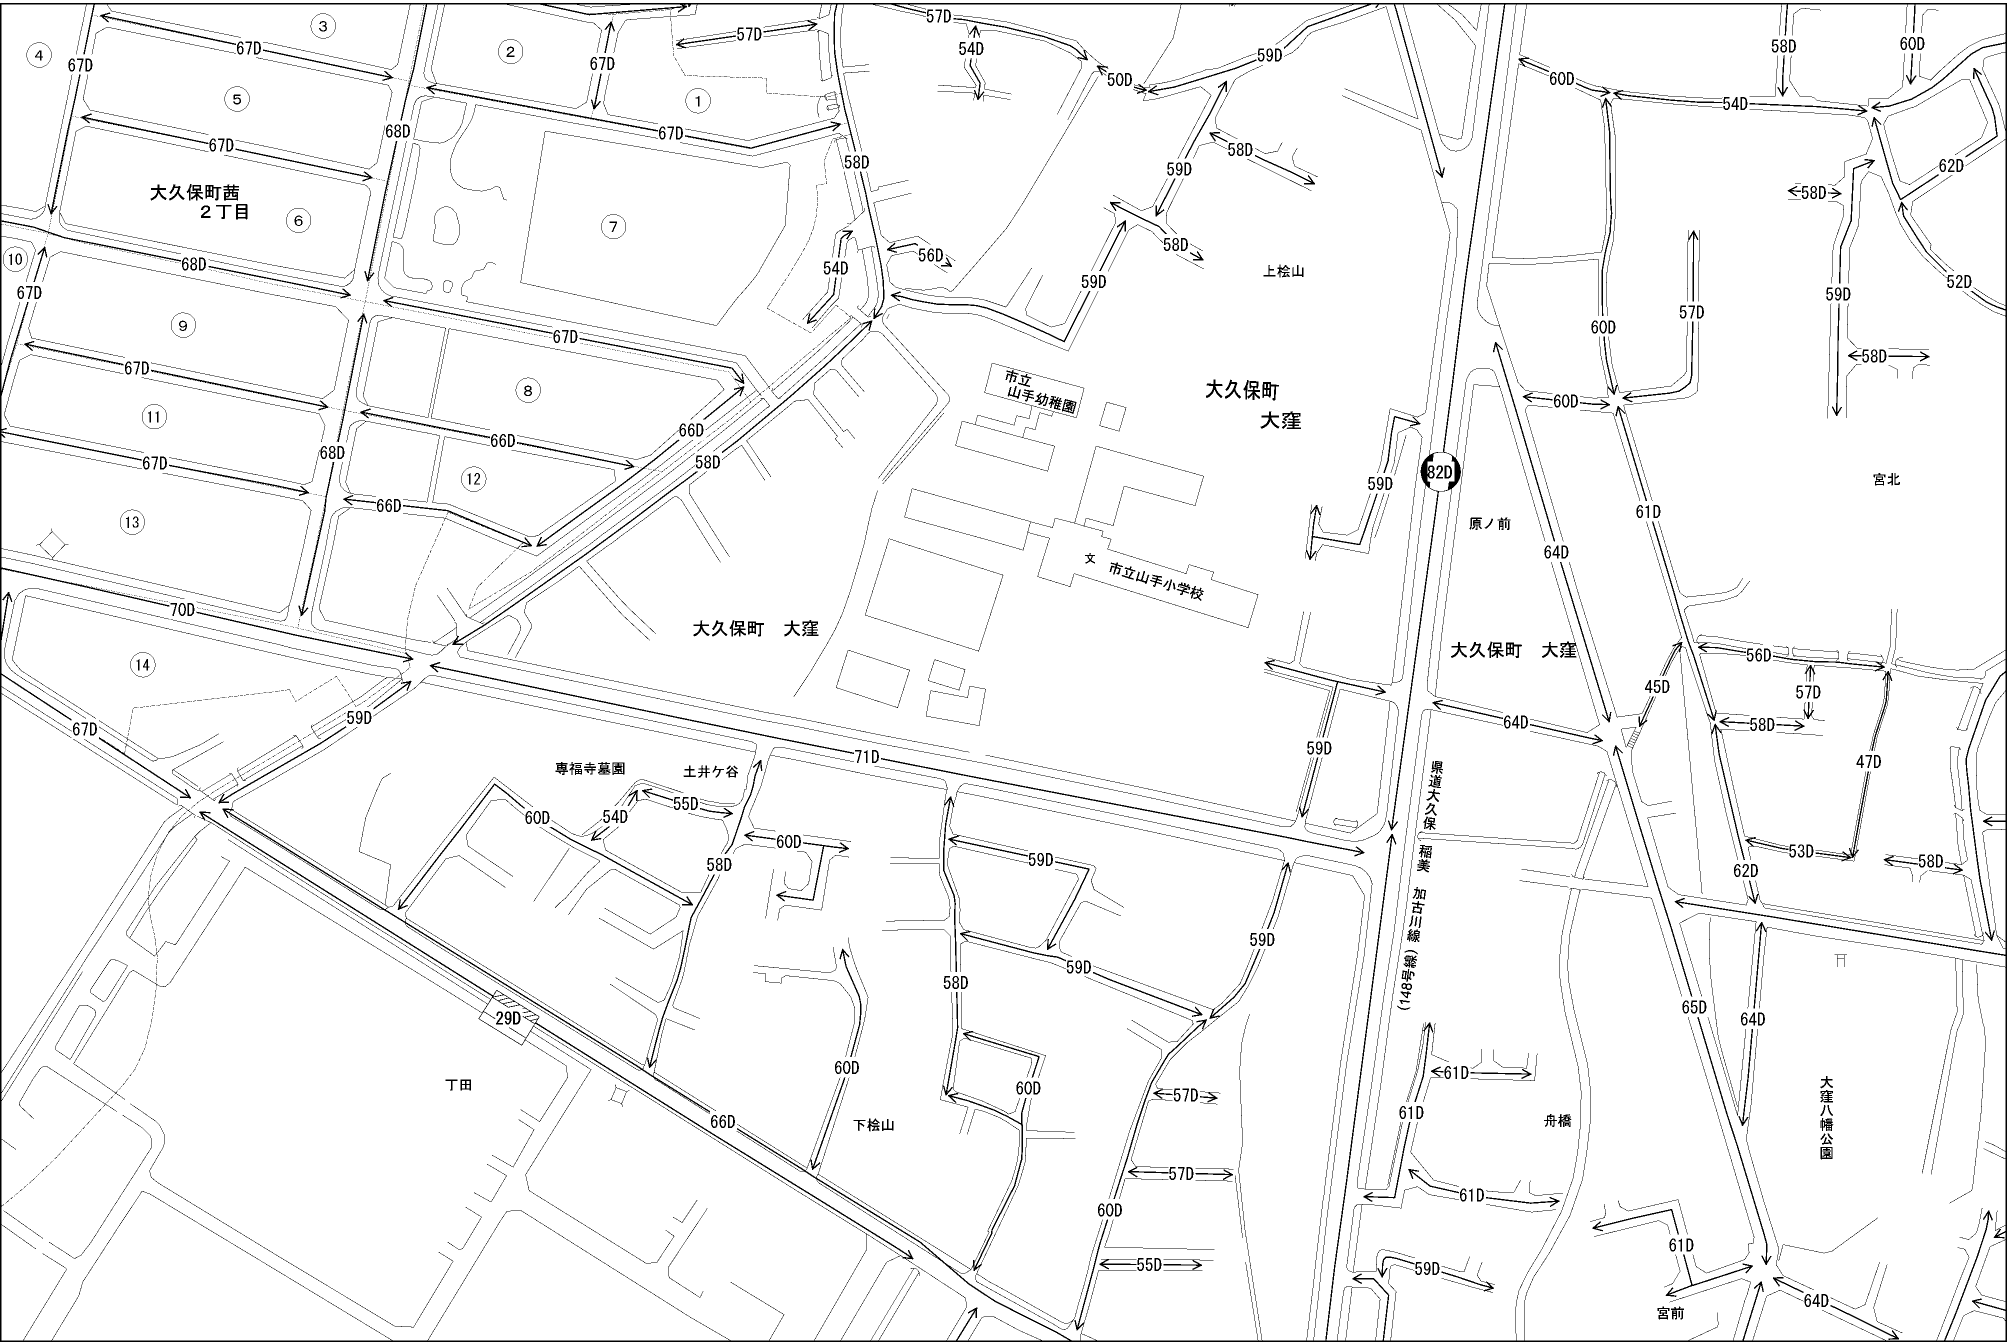 57D
③
④
②
67D
57D
67D
67D
54D
50D
59D
60D
58D
60D
⑤
①
54D
67D
68D
67D
58D
59D
58D
62D
大久保町茜
２丁目
⑥
⑦
58D
⑩
68D
54D
56D
58D
59D
上桧山
59D
52D
67D
⑨
67D
60D
57D
58D
67D
⑧
市立
山手幼稚園
大久保町
大窪
60D
⑪
68D
66D
66D
58D
67D
⑫
66D
59D
82D
宮北
61D
原ノ前
⑬
64D
文
市立山手小学校
70D
大久保町　大窪
大久保町　大窪
⑭
56D
45D
57D
67D
59D
64D
58D
71D
59D
47D
専福寺墓園
土井ケ谷
県道大久保　稲美　加古川線（148号線）
60D
54D
55D
60D
58D
59D
53D
62D
58D
59D
59D
58D
29D
65D
64D
丁田
60D
60D
57D
61D
61D
66D
下桧山
舟橋
大窪八幡公園
57D
60D
61D
55D
59D
61D
64D
宮前